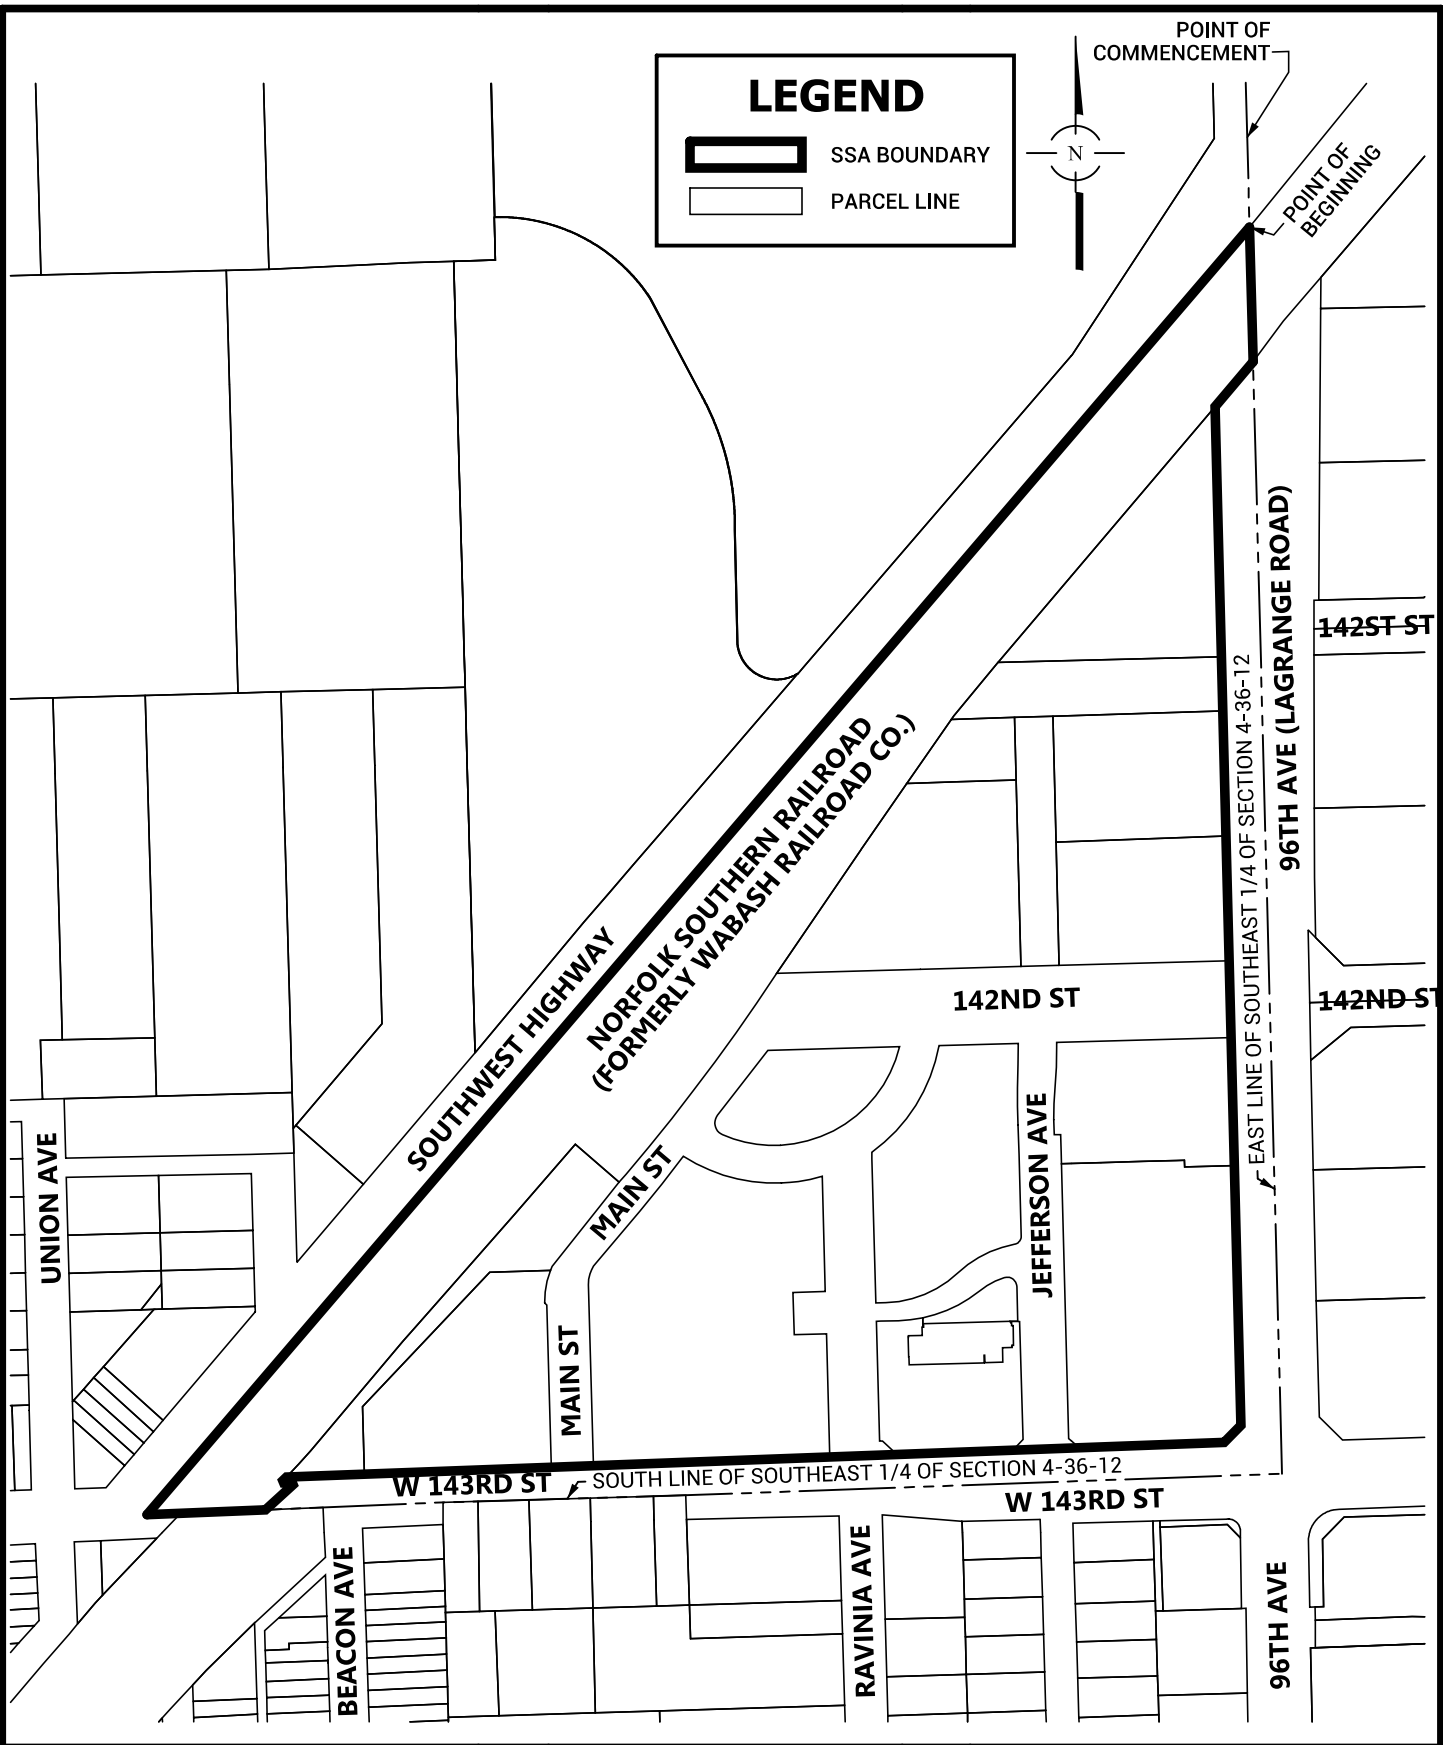 POINT OF
COMMENCEMENT
LEGEND
SSA BOUNDARY
PARCEL LINE
N
POINT OF
BEGINNING
96TH AVE (LAGRANGE ROAD)
142ST ST
EAST LINE OF SOUTHEAST 1/4 OF SECTION 4-36-12
NORFOLK SOUTHERN RAILROAD
(FORMERLY WABASH RAILROAD CO.)
SOUTHWEST HIGHWAY
142ND ST
142ND ST
UNION AVE
MAIN ST
JEFFERSON AVE
MAIN ST
W 143RD ST
SOUTH LINE OF SOUTHEAST 1/4 OF SECTION 4-36-12
W 143RD ST
BEACON AVE
RAVINIA AVE
96TH AVE